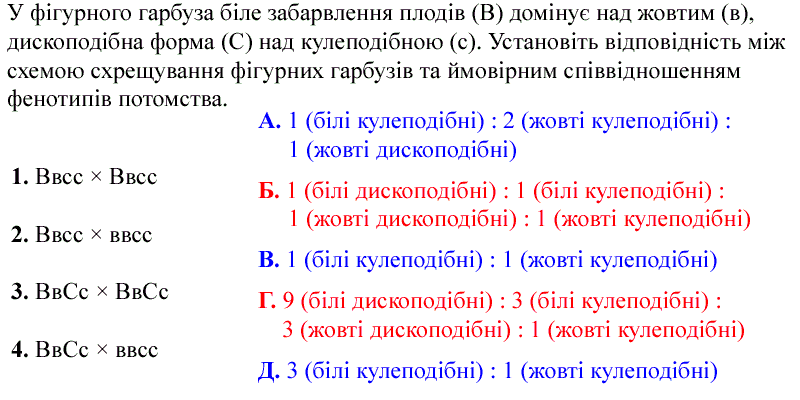 У фігурного гарбуза біле забарвлення плодів (В) домінує над жовтим (в),
дископодібна форма (С) над кулеподібною (с). Установіть відповідність між
схемою схрещування фігурних гарбузів та ймовірним співвідношенням
фенотипів потомства.
1. Ввсс × Ввсс
2. Ввсс × ввсс
3. ВвСс × ВвСс
4. ВвСс × ввсс
А. 1 (білі кулеподібні) : 2 (жовті кулеподібні) :
1 (жовті дископодібні)
Б. 1 (білі дископодібні) : 1 (білі кулеподібні) :
1 (жовті дископодібні) : 1 (жовті кулеподібні)
В. 1 (білі кулеподібні) : 1 (жовті кулеподібні)
Г. 9 (білі дископодібні) : 3 (білі кулеподібні) :
3 (жовті дископодібні) : 1 (жовті кулеподібні)
Д. 3 (білі кулеподібні) : 1 (жовті кулеподібні)